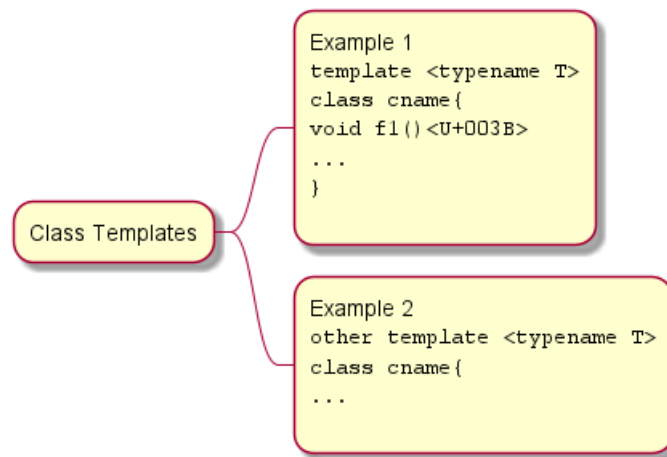 Class Templates
Example 1
template <typename T>
class cname{
void f1()<U+003B>
...
}
Example 2
other template <typename T>
class cname{
...